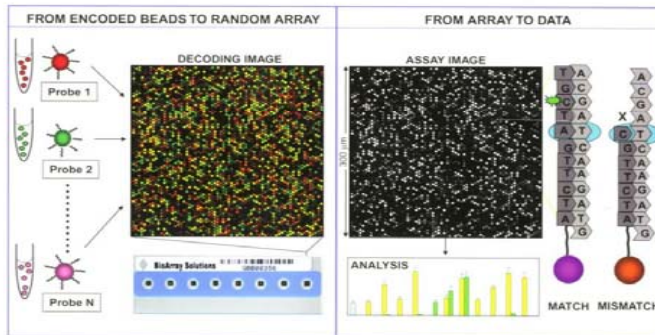 FROM ENCODED BEADS TO RANDOM ARRAY
DECODING IMAGE
Probe 1
Probe 2
Probe N
BioArray Solutions
FROM ARRAY TO DATA
ASSAY IMAGE
300 µm
ANALYSIS
T A
G C
C G
T A
A T
G C
T A
T A
C G
T A
A T
MATCH
X
MISMATCH